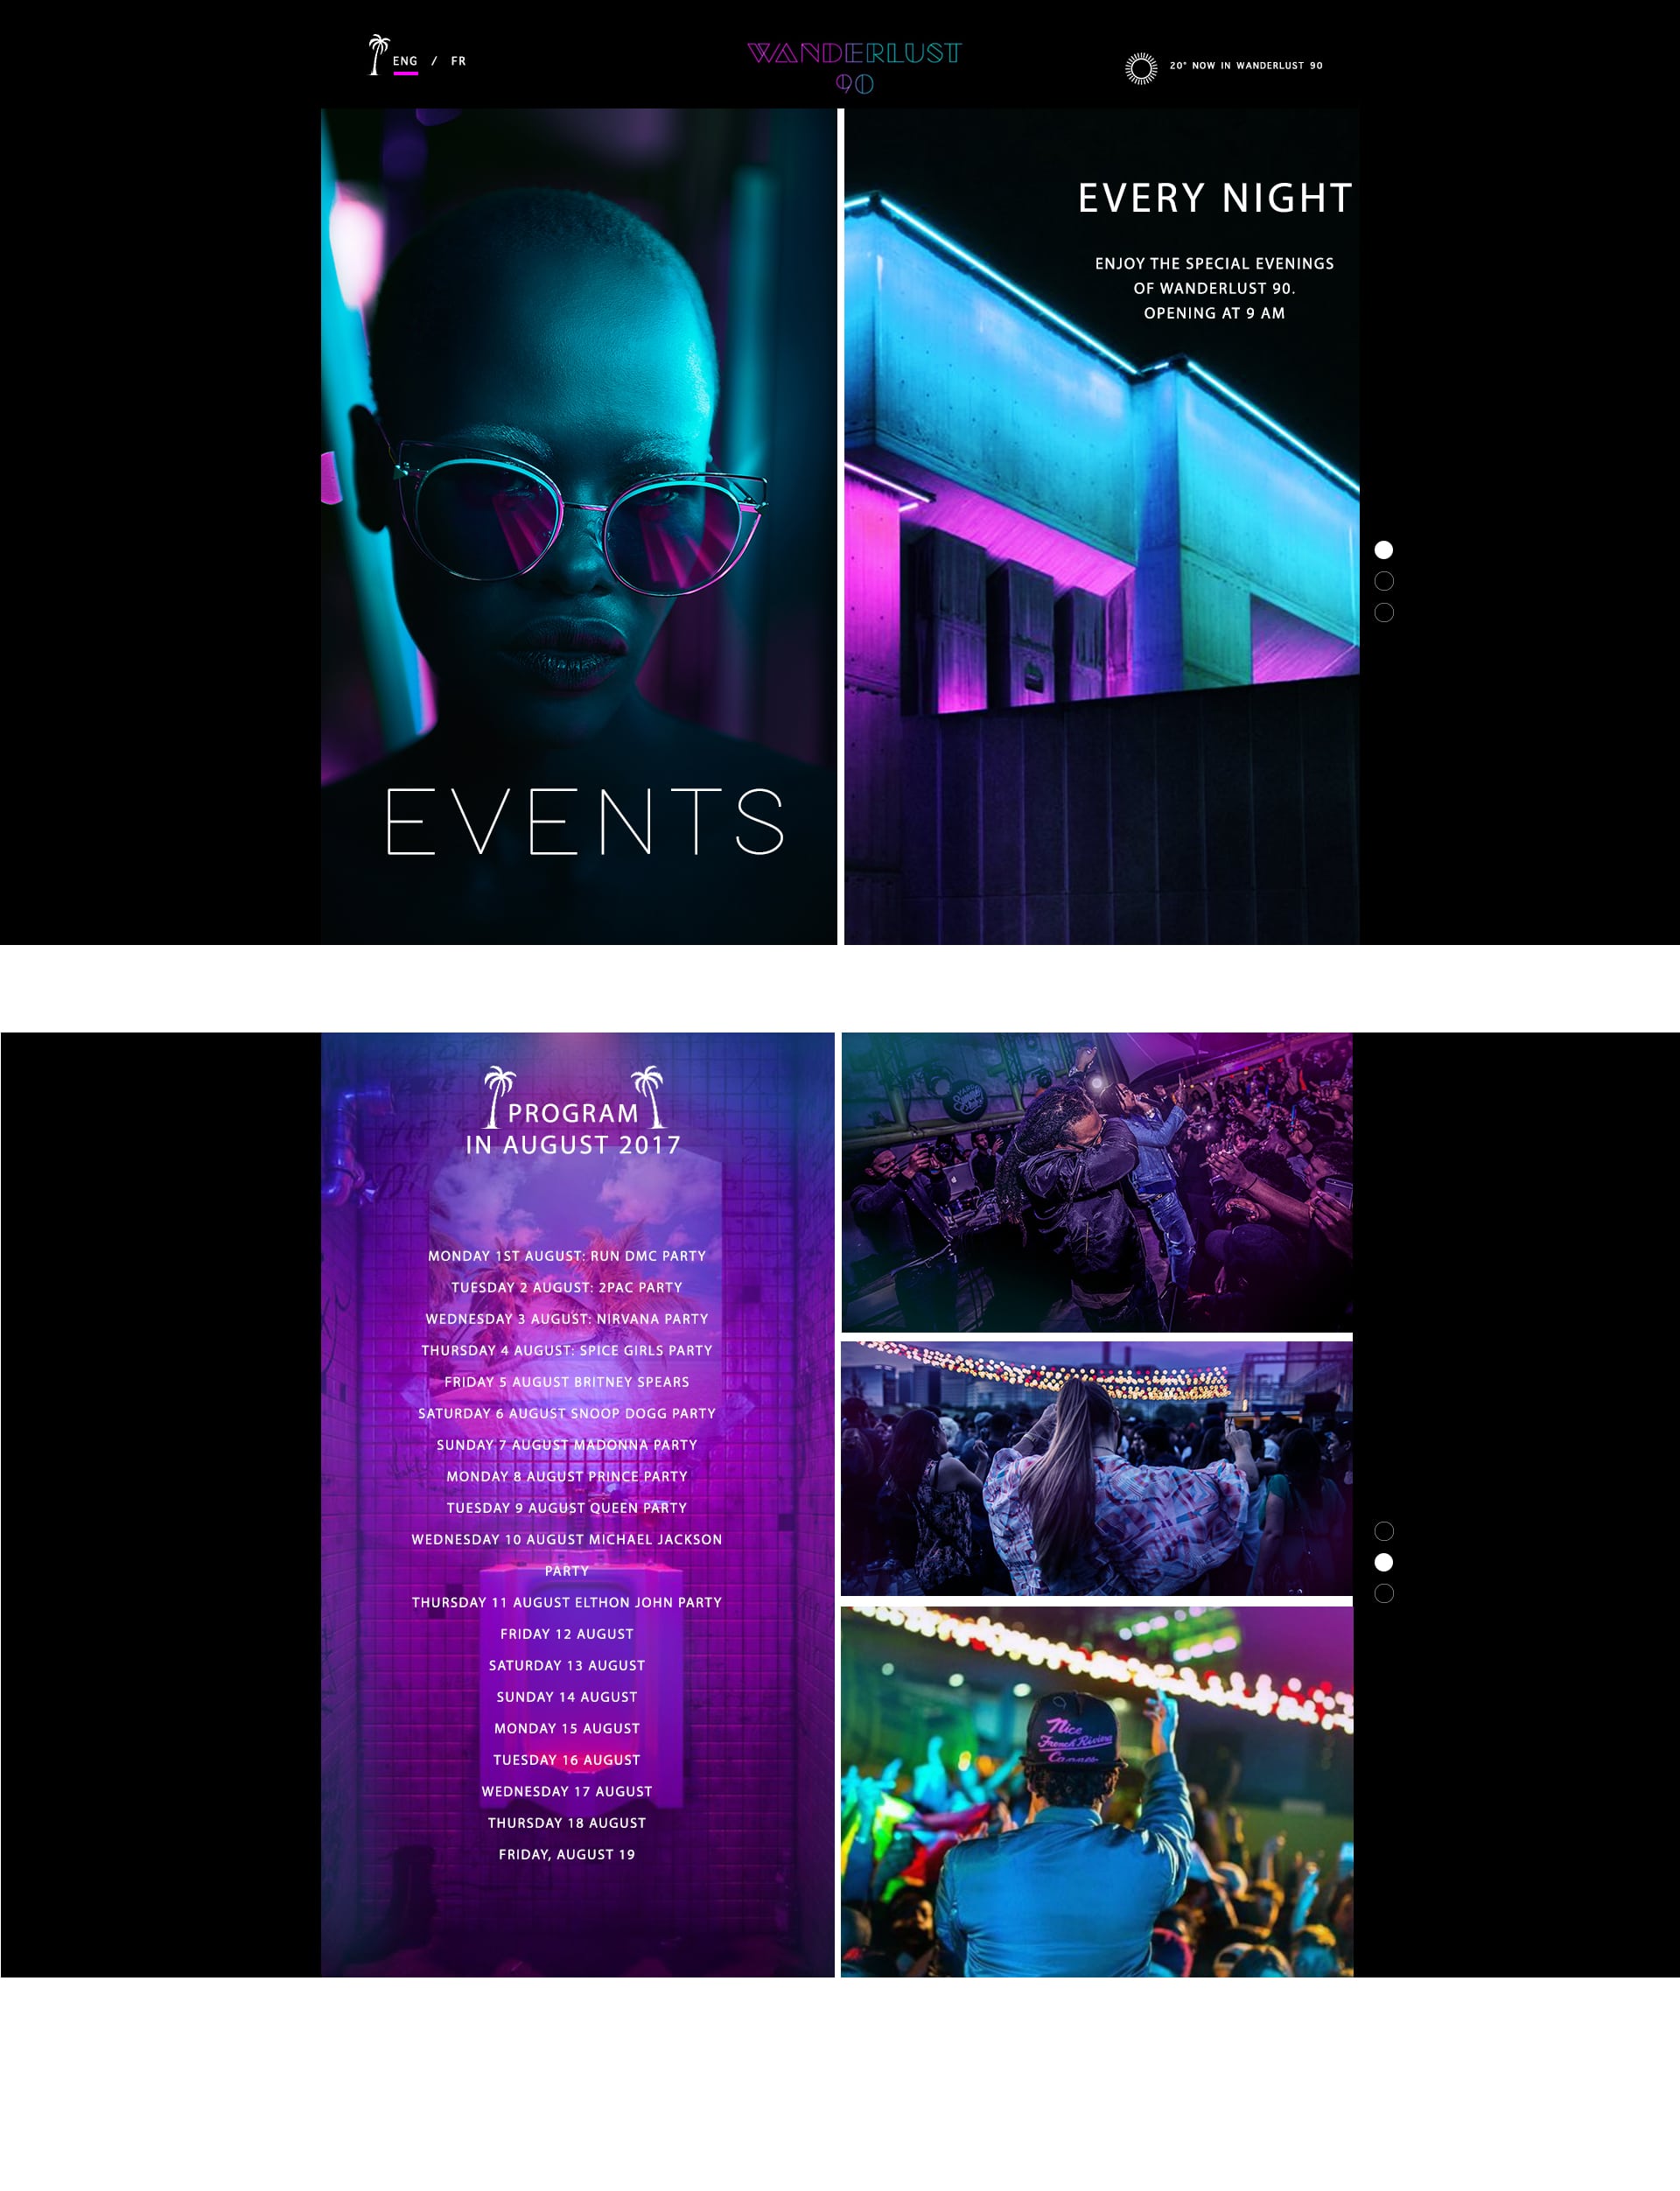 ENG / FR
WANDERLUST
90
20° NOW IN WANDERLUST 90
EVENTS
EVERY NIGHT
ENJOY THE SPECIAL EVENINGS
OF WANDERLUST 90.
OPENING AT 9 AM
PROGRAM
IN AUGUST 2017
MONDAY 1ST AUGUST: RUN DMC PARTY
TUESDAY 2 AUGUST: 2PAC PARTY
WEDNESDAY 3 AUGUST: NIRVANA PARTY
THURSDAY 4 AUGUST: SPICE GIRLS PARTY
FRIDAY 5 AUGUST BRITNEY SPEARS
SATURDAY 6 AUGUST SNOOP DOGG PARTY
SUNDAY 7 AUGUST MADONNA PARTY
MONDAY 8 AUGUST PRINCE PARTY
TUESDAY 9 AUGUST QUEEN PARTY
WEDNESDAY 10 AUGUST MICHAEL JACKSON
PARTY
THURSDAY 11 AUGUST ELTHON JOHN PARTY
FRIDAY 12 AUGUST
SATURDAY 13 AUGUST
SUNDAY 14 AUGUST
MONDAY 15 AUGUST
TUESDAY 16 AUGUST
WEDNESDAY 17 AUGUST
THURSDAY 18 AUGUST
FRIDAY, AUGUST 19
Nice
French Riviera
Cannes